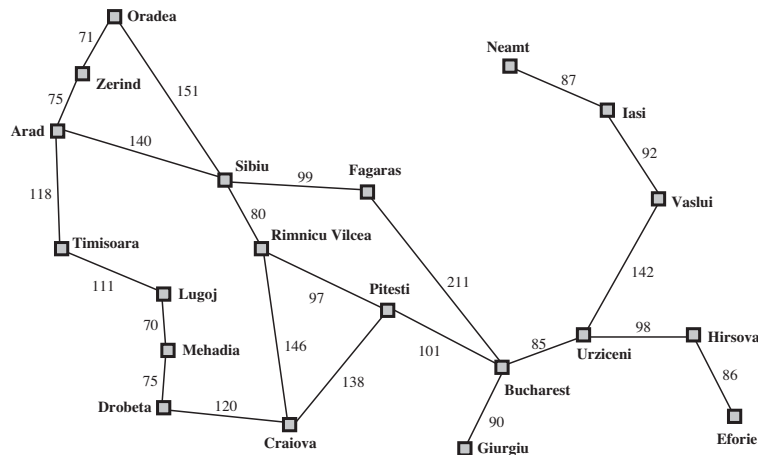 Oradea
71
Neamt
Zerind
87
151
75
Iasi
Arad
140
92
Sibiu
Fagaras
99
118
Vaslui
80
Timisoara
Rimnicu Vilcea
142
111
Lugoj
97
Pitesti
211
70
98
Hirsova
146
85
Mehadia
101
Urziceni
138
86
75
Bucharest
Drobeta
120
90
Craiova
Eforie
Giurgiu